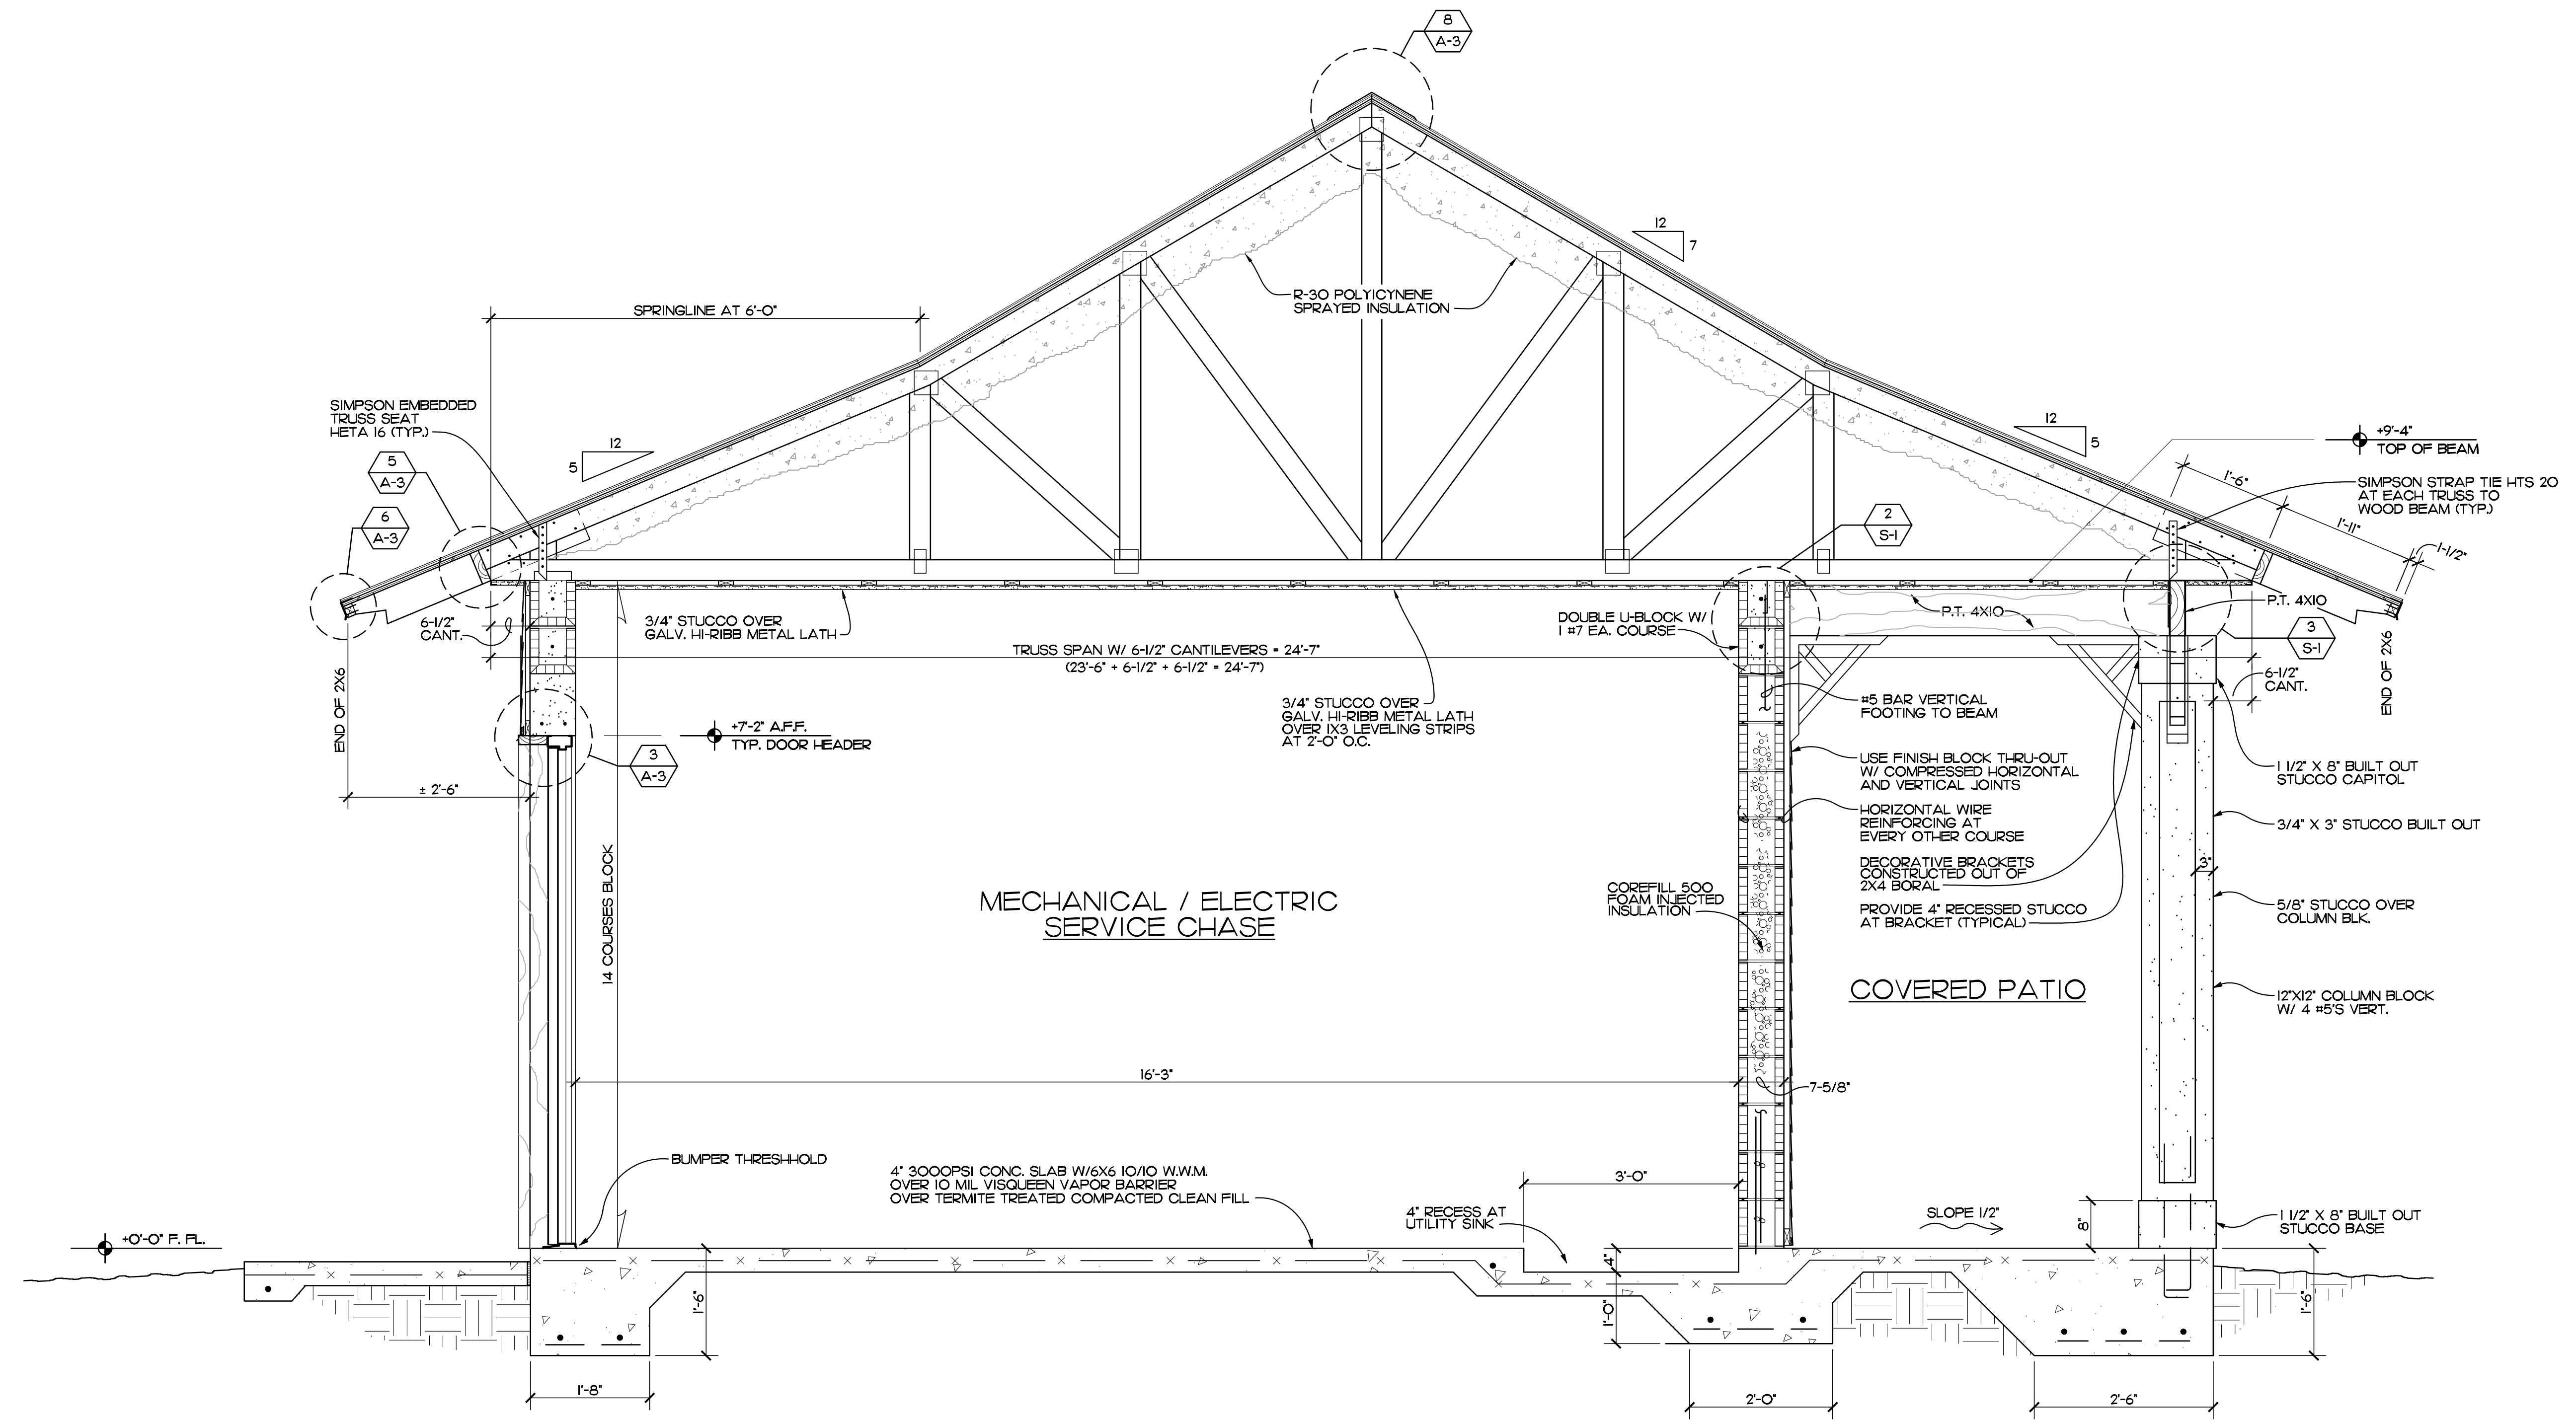 8
A-3
12
7
R-30 POLYICYNENE
SPRAYED INSULATION
SPRINGLINE AT 6'-0"
SIMPSON EMBEDDED
TRUSS SEAT
HETA 16 (TYP.)
12
5
5
A-3
6
A-3
12
5
+9'-4"
TOP OF BEAM
1'-6"
SIMPSON STRAP TIE HTS 20
AT EACH TRUSS TO
WOOD BEAM (TYP.)
1'-11"
1-1/2"
2
S-1
6-1/2"
CANT.
3/4" STUCCO OVER
GALV. HI-RIBB METAL LATH
TRUSS SPAN W/ 6-1/2" CANTILEVERS = 24'-7"
(23'-6" + 6-1/2" + 6-1/2" = 24'-7")
DOUBLE U-BLOCK W/
1 #7 EA. COURSE
P.T. 4X10
P.T. 4X10
3
S-1
6-1/2"
CANT.
END OF 2X6
END OF 2X6
3/4" STUCCO OVER
GALV. HI-RIBB METAL LATH
OVER 1X3 LEVELING STRIPS
AT 2'-0" O.C.
#5 BAR VERTICAL
FOOTING TO BEAM
+7'-2" A.F.F.
TYP. DOOR HEADER
3
A-3
± 2'-6"
USE FINISH BLOCK THRU-OUT
W/ COMPRESSED HORIZONTAL
AND VERTICAL JOINTS
1 1/2" X 8" BUILT OUT
STUCCO CAPITOL
HORIZONTAL WIRE
REINFORCING AT
EVERY OTHER COURSE
3/4" X 3" STUCCO BUILT OUT
14 COURSES BLOCK
DECORATIVE BRACKETS
CONSTRUCTED OUT OF
2X4 BORAL
3"
MECHANICAL / ELECTRIC
SERVICE CHASE
COREFILL 500
FOAM INJECTED
INSULATION
PROVIDE 4" RECESSED STUCCO
AT BRACKET (TYPICAL)
5/8" STUCCO OVER
COLUMN BLK.
COVERED PATIO
12"X12" COLUMN BLOCK
W/ 4 #5'S VERT.
16'-3"
7-5/8"
BUMPER THRESHHOLD
4" 3000PSI CONC. SLAB W/6X6 10/10 W.W.M.
OVER 10 MIL VISQUEEN VAPOR BARRIER
OVER TERMITE TREATED COMPACTED CLEAN FILL
3'-0"
4" RECESS AT
UTILITY SINK
SLOPE 1/2"
8"
1 1/2" X 8" BUILT OUT
STUCCO BASE
+0'-0" F. FL.
4"
1'-6"
1'-0"
1'-6"
1'-8"
2'-0"
2'-6"